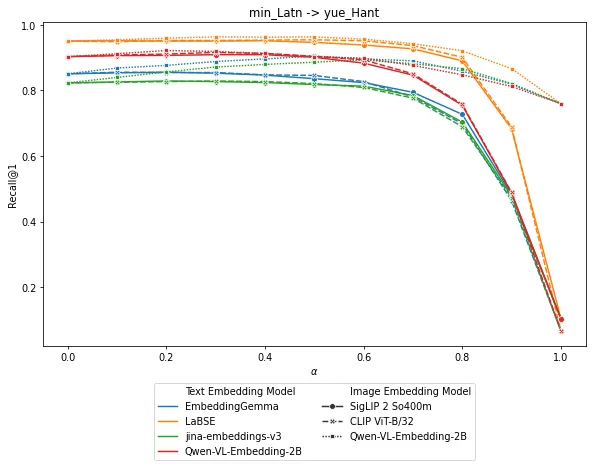 min_Latn -> yue_Hant
Recall@1
1.0
0.8
0.6
0.4
0.2
0.0 0.2 0.4 0.6 0.8 1.0
α
Text Embedding Model Image Embedding Model
EmbeddingGemma SigLIP 2 So400m
LaBSE CLIP ViT-B/32
jina-embeddings-v3 Qwen-VL-Embedding-2B
Qwen-VL-Embedding-2B